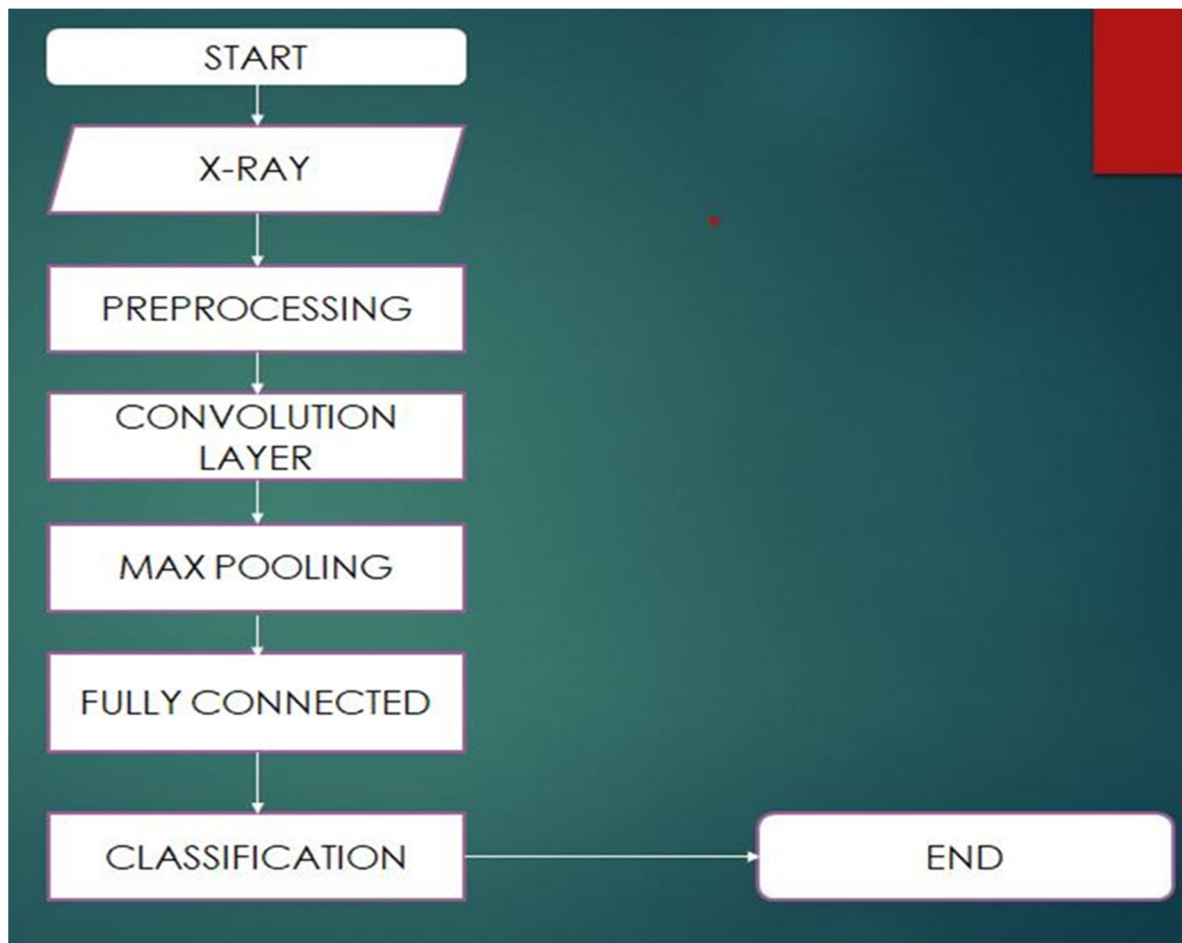 START
X-RAY
PREPROCESSING
CONVOLUTION
LAYER
MAX POOLING
FULLY CONNECTED
CLASSIFICATION
END